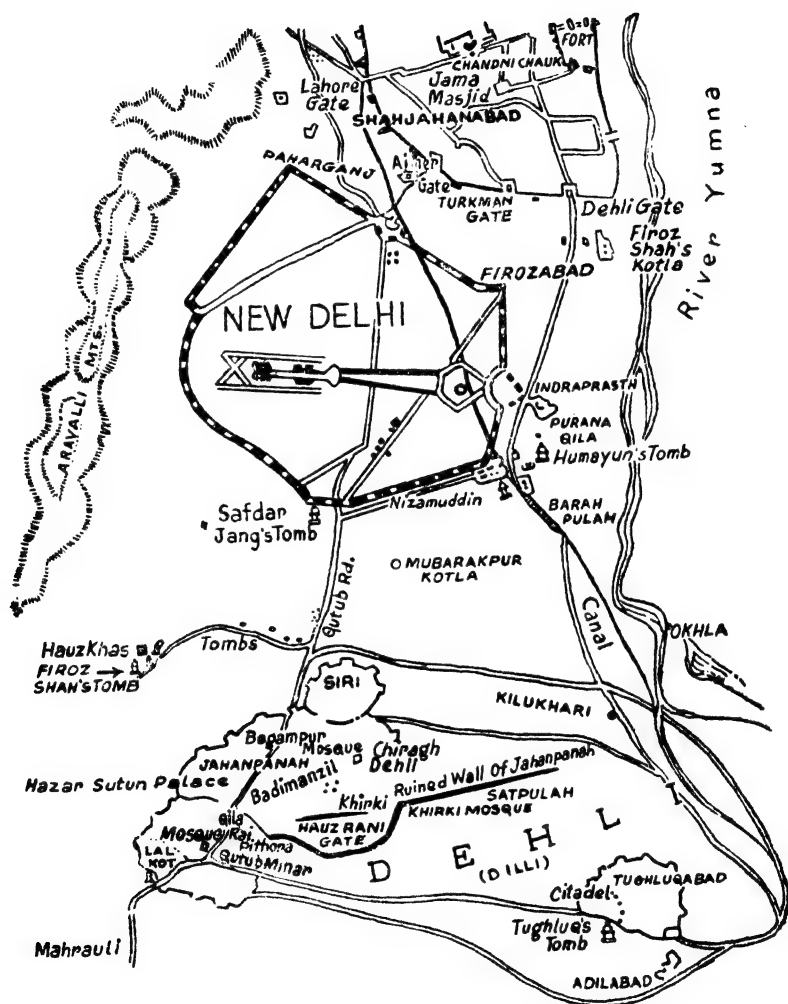 FORT
CHANDNI CHAUK
Lahore
Gate
Jama
Masjid
SHAHJAHANABAD
River Yumna
PAHARGANJ
Gate
TURKMAN
GATE
Dehli Gate
Firoz
Shah's
Kotla
FIROZABAD
NEW DELHI
ARAVALLI MTS.
INDRAPRASTH
PURANA
QILA
Humayun's Tomb
Nizamuddin
BARAH
PULAH
Safdar
Jang's Tomb
MUBARAKPUR
KOTLA
Qutub Rd.
Canal
OKHLA
Hauz Khas
FIROZ
SHAH'S TOMB
Tombs
SIRI
KILUKHARI
Mosque
Chiragh
Dehli
JAHANPANAH
Hazar Sutun Palace
Badimanzil
Ruined Wall Of Jahanpanah
Khirki
SATPULAH
KHIRKI MOSQUE
HAUZ RANI
GATE
Qila
Rai
Pithora
Mosque
LAL-
KOT
Qutub Minar
DEHLI
(DILLI)
TUGHLUQABAD
Citadel
Tughluq's
Tomb
Mahrauli
ADILABAD